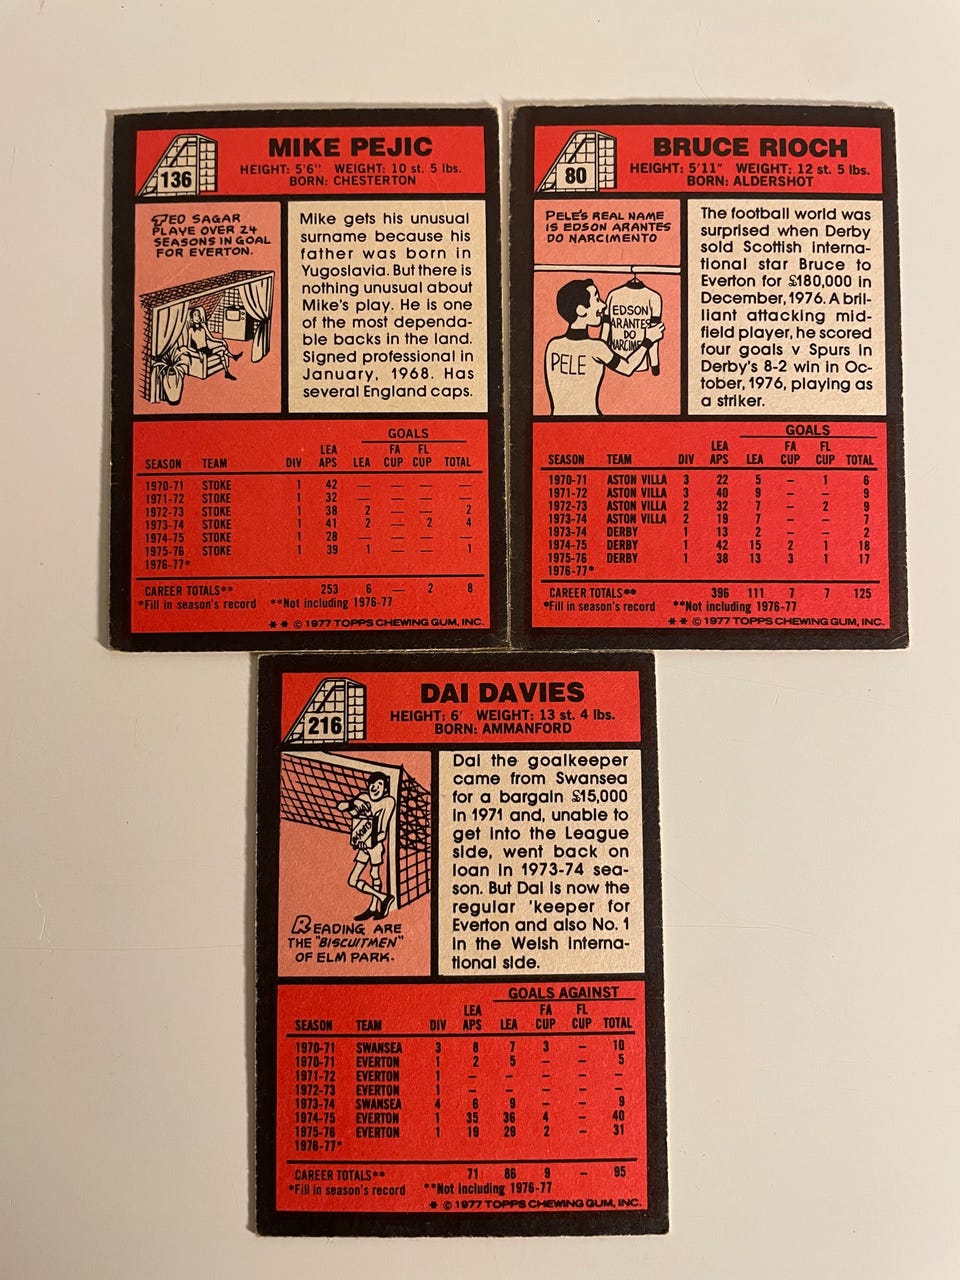 136
MIKE PEJIC
HEIGHT: 5'6" WEIGHT: 10 st. 5 lbs.
BORN: CHESTERTON
TED SAGAR
PLAYE OVER 24
SEASONS IN GOAL
FOR EVERTON.
Mike gets his unusual
surname because his
father was born in
Yugoslavia. But there is
nothing unusual about
Mike's play. He is one
of the most dependa-
ble backs in the land.
Signed professional in
January, 1968. Has
several England caps.
GOALS
LEA FA FL
SEASON TEAM DIV APS LEA CUP CUP TOTAL
1970-71 STOKE 1 42 — — — —
1971-72 STOKE 1 32 — — — —
1972-73 STOKE 1 38 2 — — 2
1973-74 STOKE 1 41 2 — 2 4
1974-75 STOKE 1 28 — — — —
1975-76 STOKE 1 39 1 — — 1
1976-77*
CAREER TOTALS** 253 6 — 2 8
*Fill in season's record **Not including 1976-77
** © 1977 TOPPS CHEWING GUM, INC.
80
BRUCE RIOCH
HEIGHT: 5'11" WEIGHT: 12 st. 5 lbs.
BORN: ALDERSHOT
PELE'S REAL NAME
IS EDSON ARANTES
DO NARCIMENTO
EDSON
ARANTES
DO
NARCIME
PELE
The football world was
surprised when Derby
sold Scottish interna-
tional star Bruce to
Everton for £180,000 in
December, 1976. A bril-
liant attacking mid-
field player, he scored
four goals v Spurs in
Derby's 8-2 win in Oc-
tober, 1976, playing as
a striker.
GOALS
LEA FA FL
SEASON TEAM DIV APS LEA CUP CUP TOTAL
1970-71 ASTON VILLA 3 22 5 – 1 6
1971-72 ASTON VILLA 3 40 9 – – 9
1972-73 ASTON VILLA 2 32 7 – 2 9
1973-74 ASTON VILLA 2 19 7 – – 7
1973-74 DERBY 1 13 2 – – 2
1974-75 DERBY 1 42 15 2 1 18
1975-76 DERBY 1 38 13 3 1 17
1976-77*
CAREER TOTALS** 396 111 7 7 125
*Fill in season's record **Not including 1976-77
** © 1977 TOPPS CHEWING GUM, INC.
216
DAI DAVIES
HEIGHT: 6' WEIGHT: 13 st. 4 lbs.
BORN: AMMANFORD
READING ARE
THE "BISCUITMEN"
OF ELM PARK.
Dai the goalkeeper
came from Swansea
for a bargain £15,000
in 1971 and, unable to
get into the League
side, went back on
loan in 1973-74 sea-
son. But Dai is now the
regular 'keeper for
Everton and also No. 1
in the Welsh interna-
tional side.
GOALS AGAINST
LEA FA FL
SEASON TEAM DIV APS LEA CUP CUP TOTAL
1970-71 SWANSEA 3 8 7 3 – 10
1970-71 EVERTON 1 2 5 – – 5
1971-72 EVERTON 1 – – – – –
1972-73 EVERTON 1 – – – – –
1973-74 SWANSEA 4 6 9 – – 9
1974-75 EVERTON 1 35 36 4 – 40
1975-76 EVERTON 1 19 29 2 – 31
1976-77*
CAREER TOTALS** 71 86 9 – 95
*Fill in season's record **Not including 1976-77
* © 1977 TOPPS CHEWING GUM, INC.